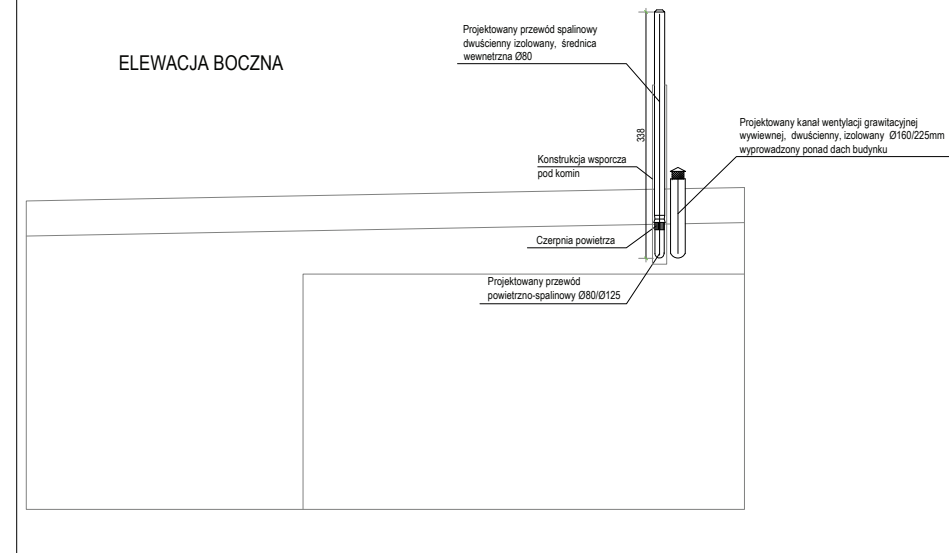 ELEWACJA BOCZNA
Projektowany przewód spalinowy
dwuścienny izolowany, średnica
wewnetrzna Ø80
Projektowany kanał wentylacji grawitacyjnej
wywiewnej, dwuścienny, izolowany Ø160/225mm
wyprowadzony ponad dach budynku
338
Konstrukcja wsporcza
pod komin
Czerpnia powietrza
Projektowany przewód
powietrzno-spalinowy Ø80/Ø125